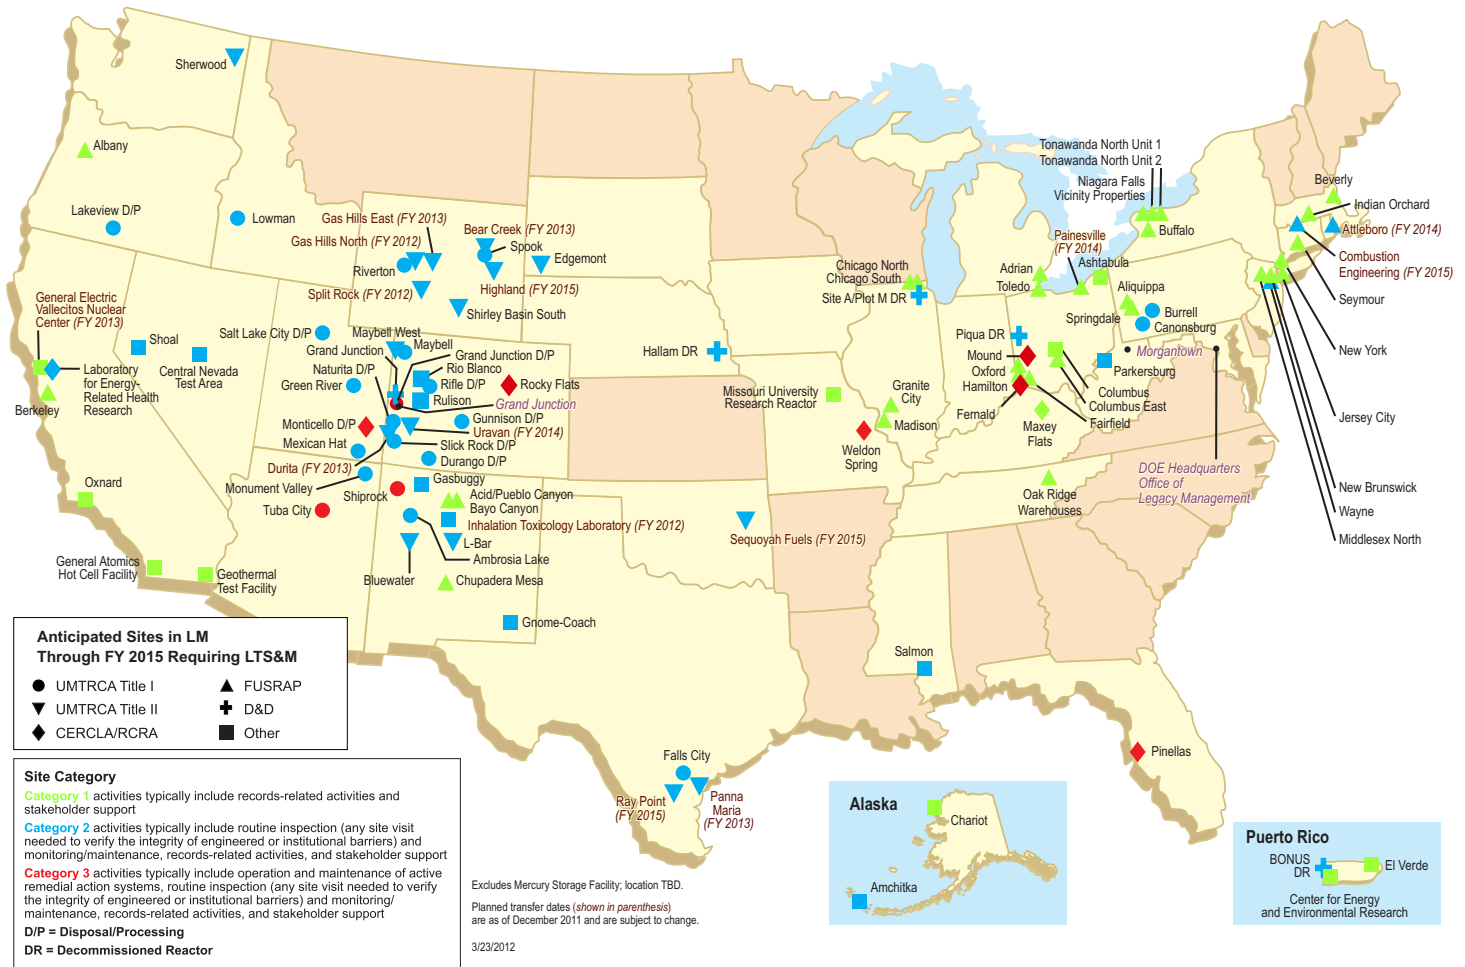 Sherwood
Albany
Lakeview D/P
Lowman
Gas Hills East (FY 2013)
Gas Hills North (FY 2012)
Riverton
Split Rock (FY 2012)
Bear Creek (FY 2013)
Spook
Edgemont
Highland (FY 2015)
Shirley Basin South
General Electric
Vallecitos Nuclear
Center (FY 2013)
Shoal
Central Nevada
Test Area
Laboratory
for Energy-
Related Health
Research
Berkeley
Oxnard
General Atomics
Hot Cell Facility
Geothermal
Test Facility
Salt Lake City D/P
Maybell West
Maybell
Grand Junction
Grand Junction D/P
Naturita D/P
Rio Blanco
Green River
Rifle D/P
Rulison
Rocky Flats
Grand Junction
Monticello D/P
Gunnison D/P
Uravan (FY 2014)
Mexican Hat
Slick Rock D/P
Durango D/P
Durita (FY 2013)
Monument Valley
Gasbuggy
Shiprock
Acid/Pueblo Canyon
Bayo Canyon
Tuba City
Inhalation Toxicology Laboratory (FY 2012)
L-Bar
Ambrosia Lake
Bluewater
Chupadera Mesa
Gnome-Coach
Hallam DR
Missouri University
Research Reactor
Granite
City
Madison
Weldon
Spring
Sequoyah Fuels (FY 2015)
Chicago North
Chicago South
Site A/Plot M DR
Adrian
Toledo
Painesville
(FY 2014)
Ashtabula
Aliquippa
Springdale
Burrell
Canonsburg
Piqua DR
Mound
Oxford
Hamilton
Fernald
Morgantown
Parkersburg
Columbus
Columbus East
Fairfield
Maxey
Flats
Oak Ridge
Warehouses
DOE Headquarters
Office of
Legacy Management
Tonawanda North Unit 1
Tonawanda North Unit 2
Niagara Falls
Vicinity Properties
Buffalo
Beverly
Indian Orchard
Attleboro (FY 2014)
Combustion
Engineering (FY 2015)
Seymour
New York
Jersey City
New Brunswick
Wayne
Middlesex North
Salmon
Pinellas
Falls City
Ray Point
(FY 2015)
Panna
Maria
(FY 2013)
Anticipated Sites in LM
Through FY 2015 Requiring LTS&M
UMTRCA Title I
FUSRAP
UMTRCA Title II
D&D
CERCLA/RCRA
Other
Site Category
Category 1 activities typically include records-related activities and
stakeholder support
Category 2 activities typically include routine inspection (any site visit
needed to verify the integrity of engineered or institutional barriers) and
monitoring/maintenance, records-related activities, and stakeholder support
Category 3 activities typically include operation and maintenance of active
remedial action systems, routine inspection (any site visit needed to verify
the integrity of engineered or institutional barriers) and monitoring/
maintenance, records-related activities, and stakeholder support
D/P = Disposal/Processing
DR = Decommissioned Reactor
Excludes Mercury Storage Facility; location TBD.
Planned transfer dates (shown in parenthesis)
are as of December 2011 and are subject to change.
3/23/2012
Alaska
Chariot
Amchitka
Puerto Rico
BONUS
DR
El Verde
Center for Energy
and Environmental Research